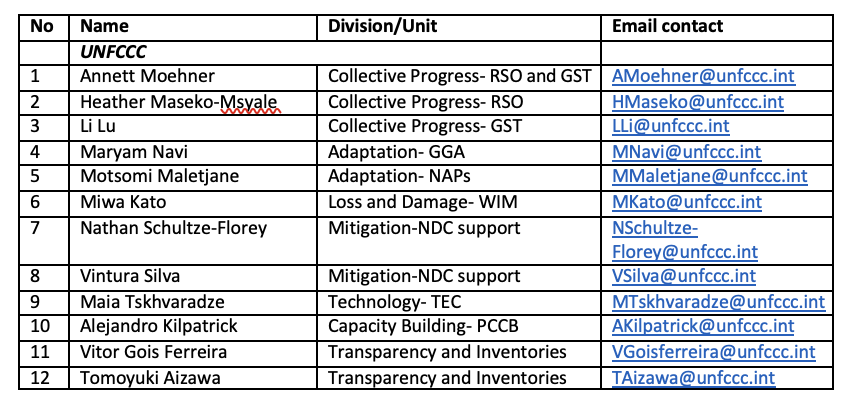 No Name Division/Unit Email contact
UNFCCC
1 Annett Moehner Collective Progress- RSO and GST AMoehner@unfccc.int
2 Heather Maseko-Msyale Collective Progress- RSO HMaseko@unfccc.int
3 Li Lu Collective Progress- GST LLi@unfccc.int
4 Maryam Navi Adaptation- GGA MNavi@unfccc.int
5 Motsomi Maletjane Adaptation- NAPs MMaletjane@unfccc.int
6 Miwa Kato Loss and Damage- WIM MKato@unfccc.int
7 Nathan Schultze-Florey Mitigation-NDC support NSchultze-
Florey@unfccc.int
8 Vintura Silva Mitigation-NDC support VSilva@unfccc.int
9 Maia Tskhvaradze Technology- TEC MTskhvaradze@unfccc.int
10 Alejandro Kilpatrick Capacity Building- PCCB AKilpatrick@unfccc.int
11 Vitor Gois Ferreira Transparency and Inventories VGoisferreira@unfccc.int
12 Tomoyuki Aizawa Transparency and Inventories TAizawa@unfccc.int